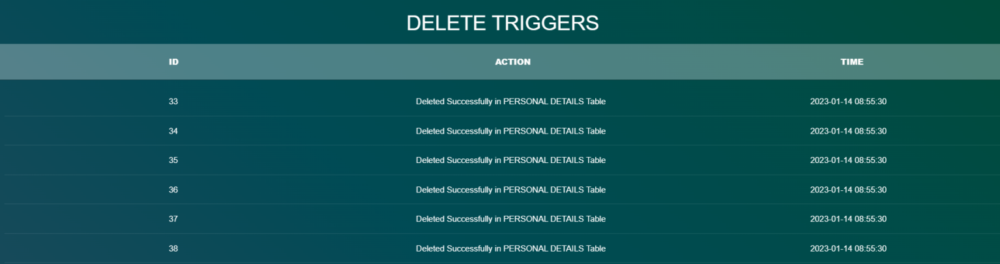 DELETE TRIGGERS
ID ACTION TIME
33 Deleted Successfully in PERSONAL DETAILS Table 2023-01-14 08:55:30
34 Deleted Successfully in PERSONAL DETAILS Table 2023-01-14 08:55:30
35 Deleted Successfully in PERSONAL DETAILS Table 2023-01-14 08:55:30
36 Deleted Successfully in PERSONAL DETAILS Table 2023-01-14 08:55:30
37 Deleted Successfully in PERSONAL DETAILS Table 2023-01-14 08:55:30
38 Deleted Successfully in PERSONAL DETAILS Table 2023-01-14 08:55:30